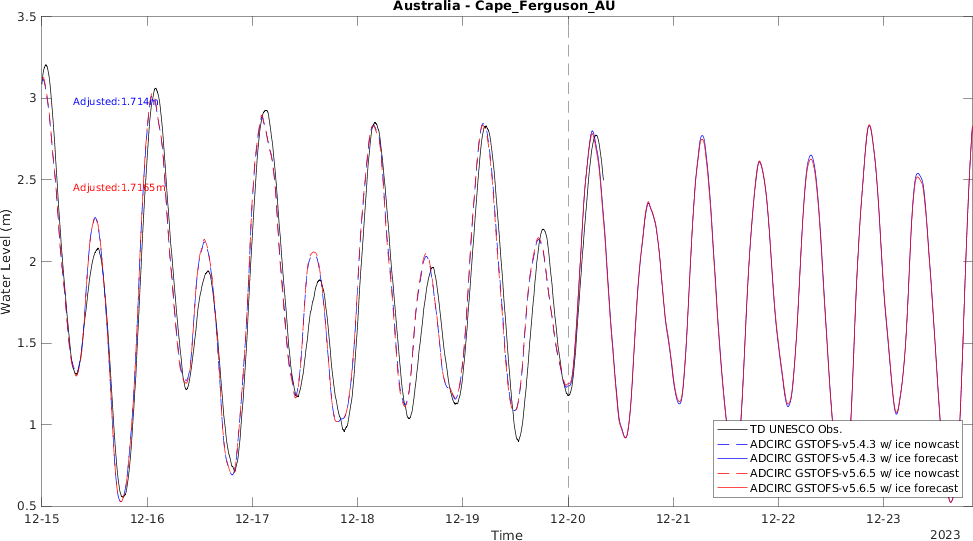 Australia - Cape_Ferguson_AU
3.5
3
2.5
2
1.5
1
0.5
Water Level (m)
Adjusted:1.714m
Adjusted:1.7165m
TD UNESCO Obs.
ADCIRC GSTOFS-v5.4.3 w/ ice nowcast
ADCIRC GSTOFS-v5.4.3 w/ ice forecast
ADCIRC GSTOFS-v5.6.5 w/ ice nowcast
ADCIRC GSTOFS-v5.6.5 w/ ice forecast
12-15 12-16 12-17 12-18 12-19 12-20 12-21 12-22 12-23
Time
2023